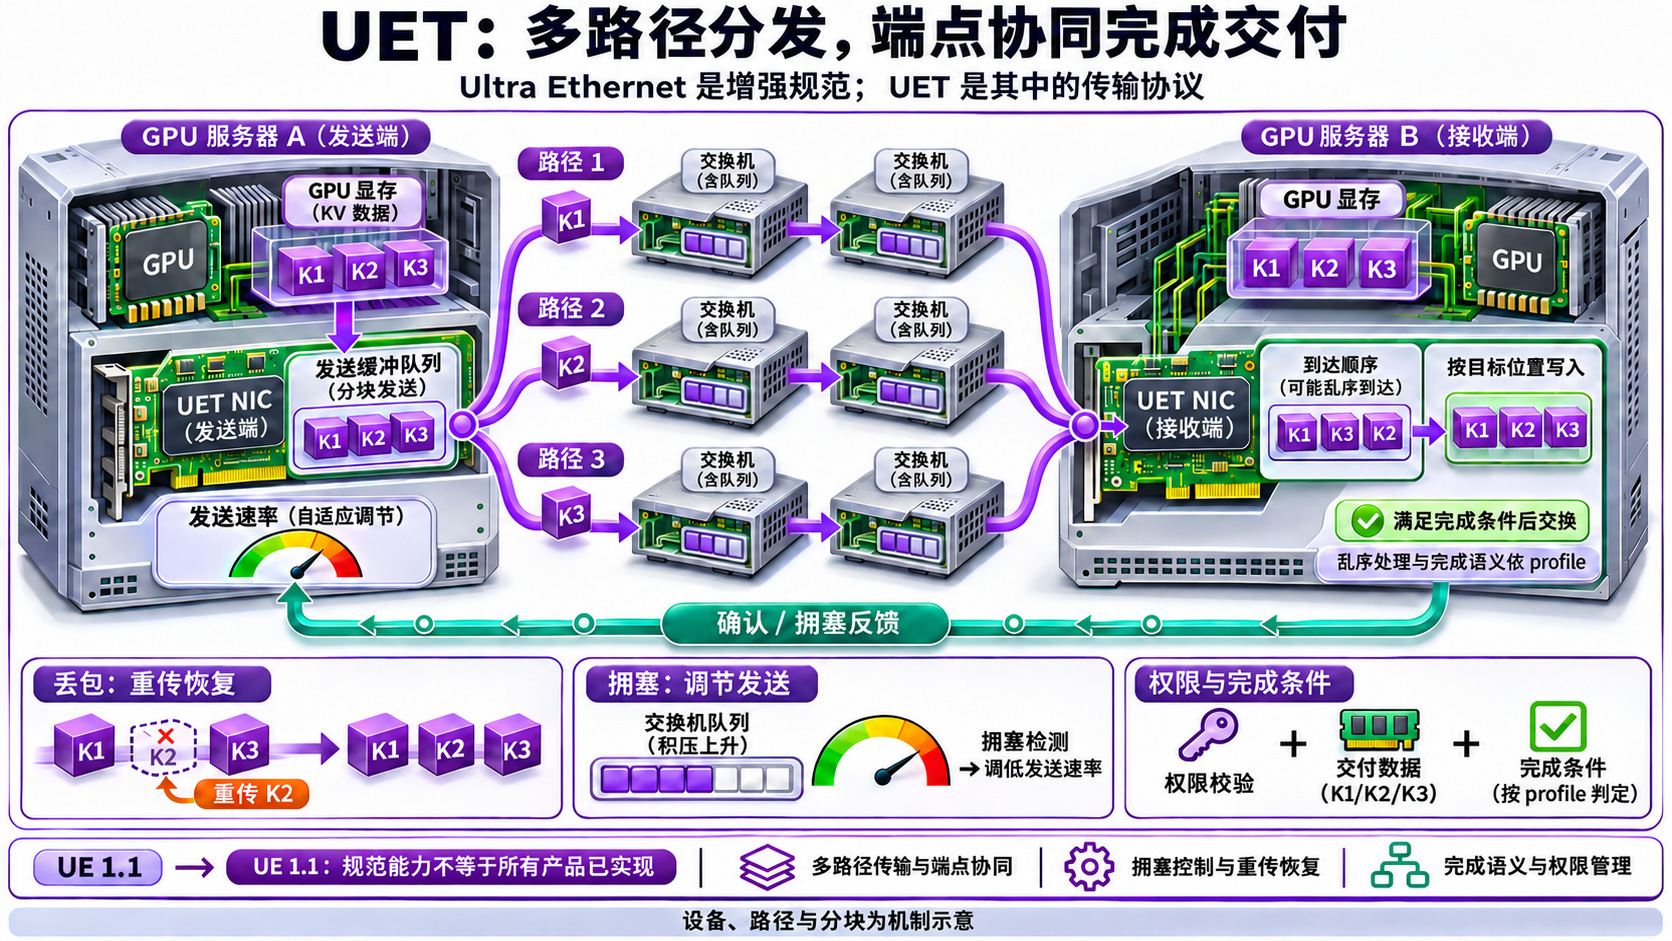 UET：多路径分发，端点协同完成交付
Ultra Ethernet 是增强规范； UET 是其中的传输协议
GPU 服务器 A（发送端）
GPU 显存
（KV 数据）
GPU
K1 K2 K3
UET NIC
（发送端）
发送缓冲队列
（分块发送）
K1 K2 K3
发送速率（自适应调节）
路径 1
K1
交换机
（含队列）
交换机
（含队列）
路径 2
K2
交换机
（含队列）
交换机
（含队列）
路径 3
K3
交换机
（含队列）
交换机
（含队列）
GPU 服务器 B （接收端）
GPU 显存
K1 K2 K3
GPU
UET NIC
（接收端）
到达顺序
（可能乱序到达）
K1 K3 K2
按目标位置写入
K1 K2 K3
满足完成条件后交换
乱序处理与完成语义依 profile
确认 / 拥塞反馈
丢包：重传恢复
K1 K2 K3 K1 K2 K3
重传 K2
拥塞：调节发送
交换机队列
（积压上升）
拥塞检测
→调低发送速率
权限与完成条件
权限校验
+
交付数据
（K1/K2/K3）
+
完成条件
（按 profile 判定）
UE 1.1
UE 1.1：规范能力不等于所有产品已实现
多路径传输与端点协同
拥塞控制与重传恢复
完成语义与权限管理
设备、路径与分块为机制示意